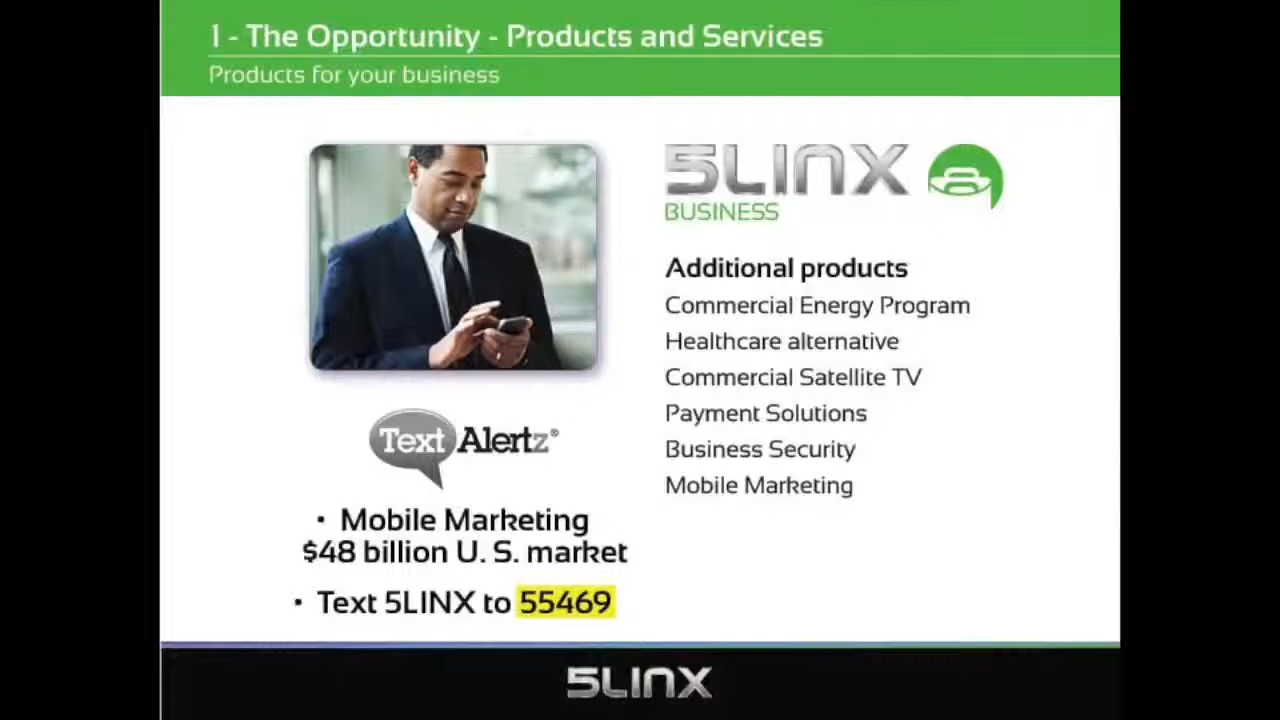 1 - The Opportunity - Products and Services
Products for your business
5LINX
BUSINESS
Additional products
Commercial Energy Program
Healthcare alternative
Commercial Satellite TV
Payment Solutions
Business Security
Mobile Marketing
Text Alertz®
• Mobile Marketing
$48 billion U. S. market
• Text 5LINX to 55469
5LINX